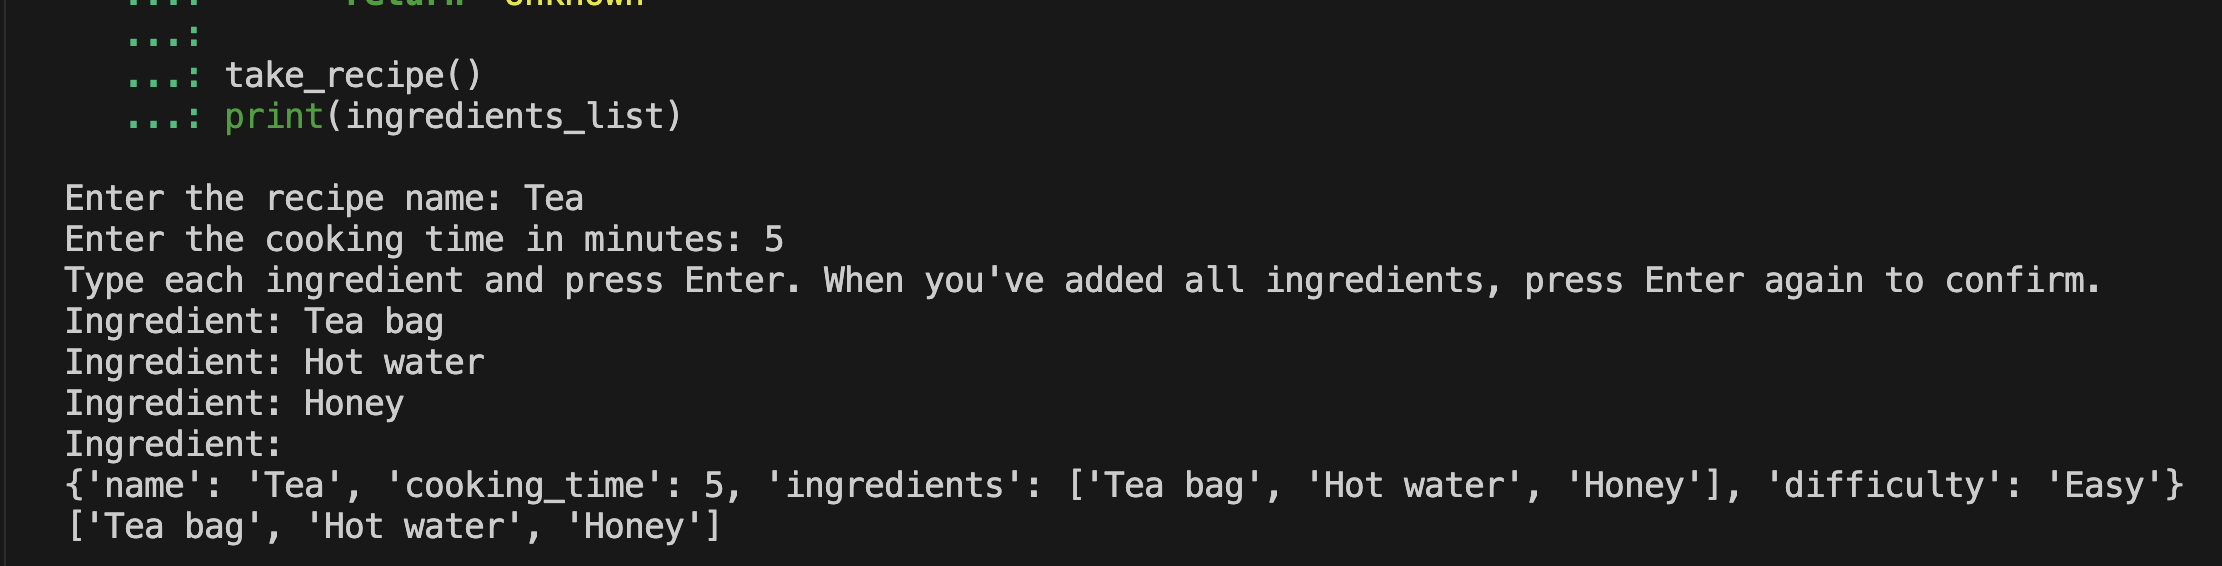 ...: return "Unknown"
...:
...: take_recipe()
...: print(ingredients_list)
Enter the recipe name: Tea
Enter the cooking time in minutes: 5
Type each ingredient and press Enter. When you've added all ingredients, press Enter again to confirm.
Ingredient: Tea bag
Ingredient: Hot water
Ingredient: Honey
Ingredient:
{'name': 'Tea', 'cooking_time': 5, 'ingredients': ['Tea bag', 'Hot water', 'Honey'], 'difficulty': 'Easy'}
['Tea bag', 'Hot water', 'Honey']